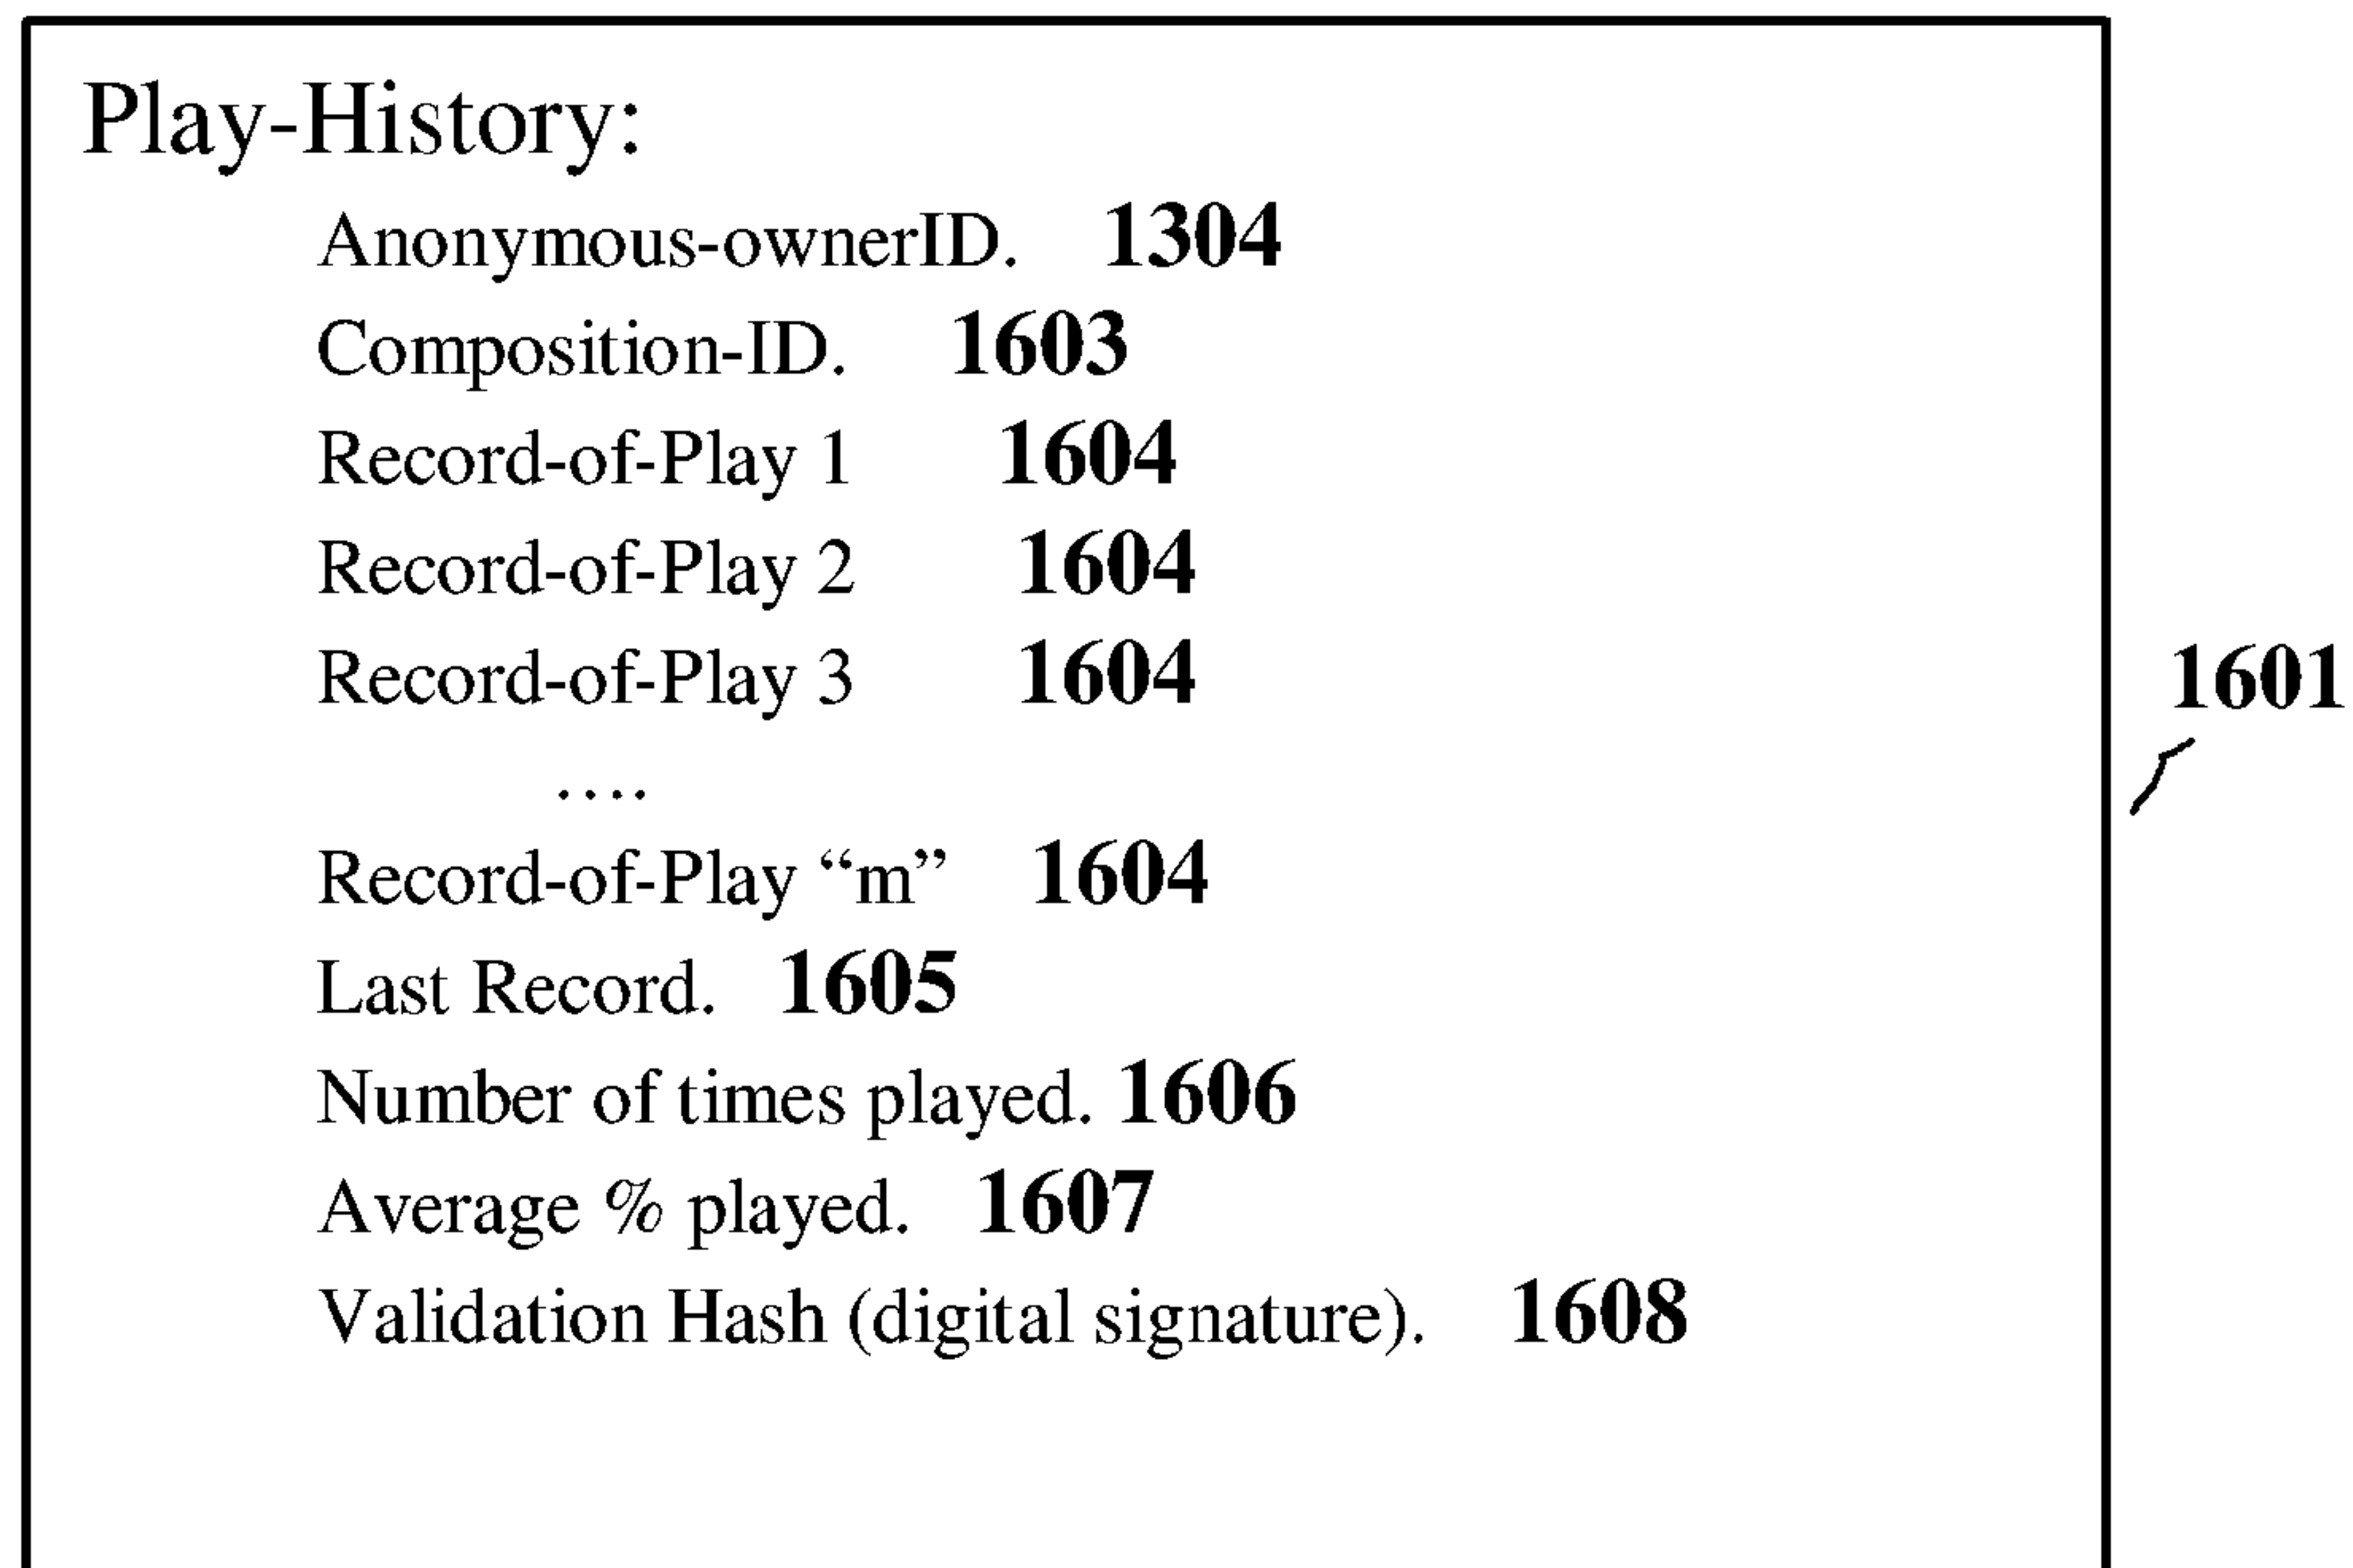 Play-History:
Anonymous-ownerID. 1304
Composition-ID. 1603
Record-of-Play 1 1604
Record-of-Play 2 1604
Record-of-Play 3 1604
1601
....
Record-of-Play “m” 1604
Last Record. 1605
Number of times played. 1606
Average % played. 1607
Validation Hash (digital signature). 1608